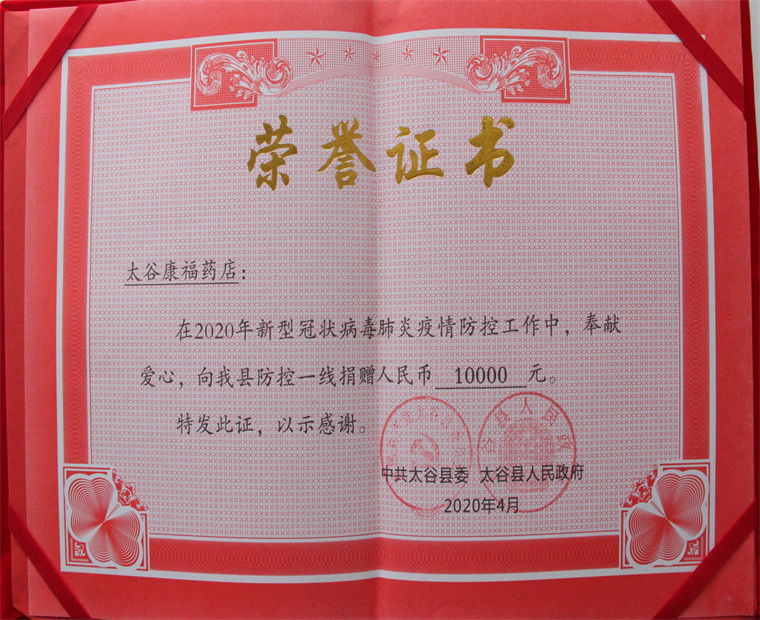 荣誉证书
太谷康福药店：
在2020年新型冠状病毒肺炎疫情防控工作中，奉献
爱心，向我县防控一线捐赠人民币 10000 元。
特发此证，以示感谢。
中共太谷县委 太谷县人民政府
2020年4月